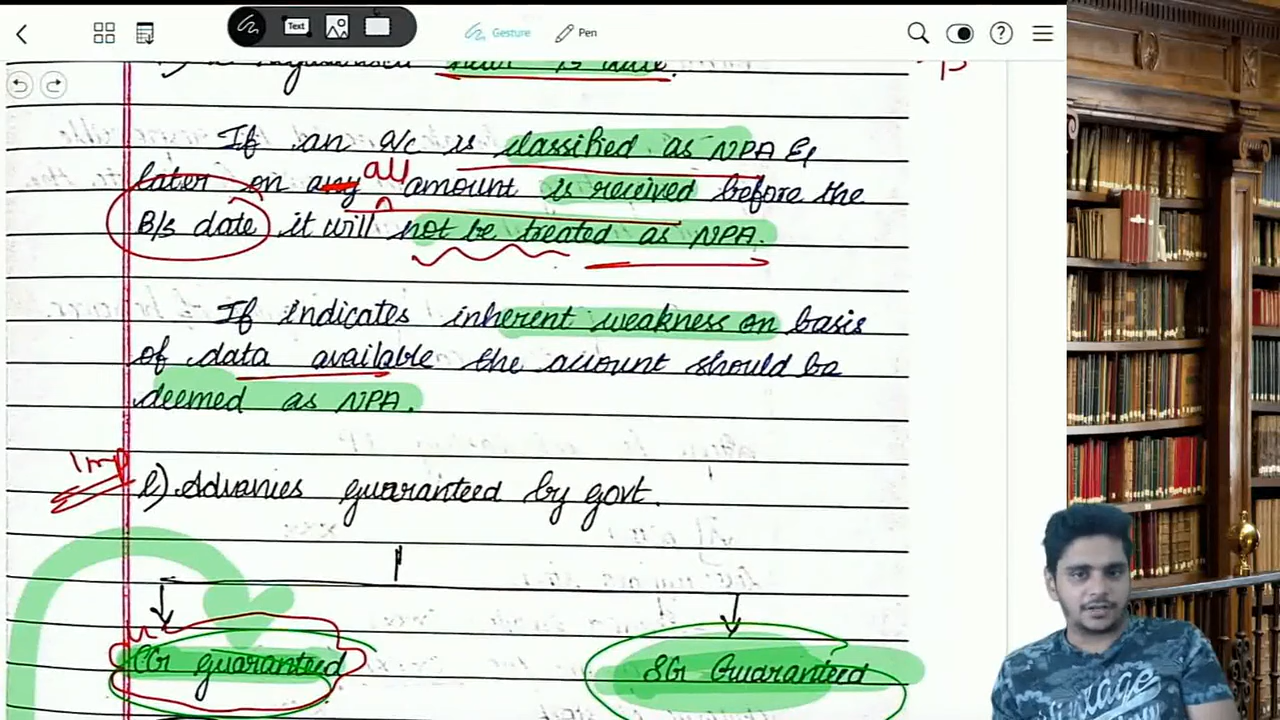 Text
Gesture
Pen
is
If an a/c is classified as NPA &
later on any all amount is received before the
B/s date it will not be treated as NPA.
If indicates inherent weakness on basis
of data available the amount should be
deemed as NPA.
Imp
e) Advances guaranteed by govt.
CG guaranteed
SG Guaranteed